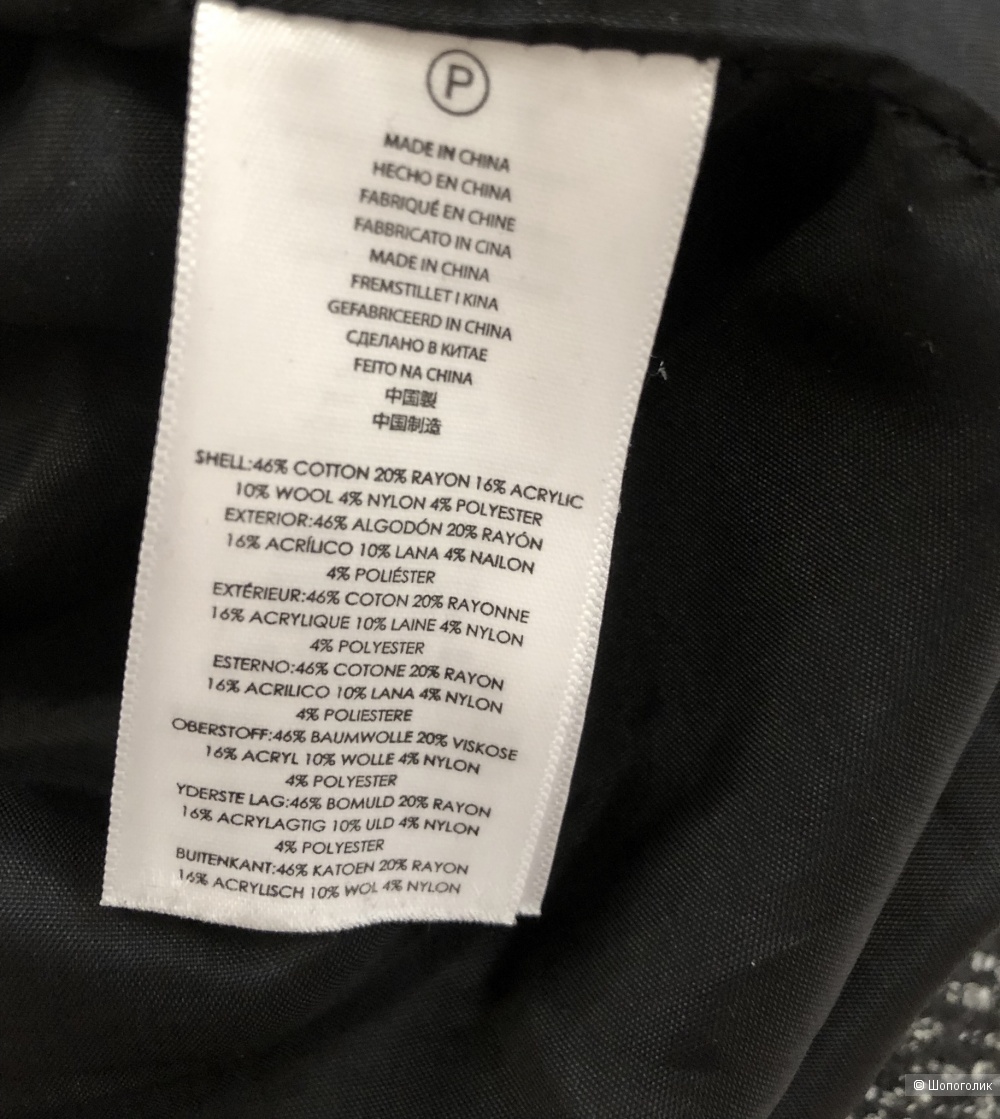 P
MADE IN CHINA
HECHO EN CHINA
FABRIQUÉ EN CHINE
FABBRICATO IN CINA
MADE IN CHINA
FREMSTILLET I KINA
GEFABRICEERD IN CHINA
СДЕЛАНО В КИТАЕ
FEITO NA CHINA
中国製
中国制造
SHELL:46% COTTON 20% RAYON 16% ACRYLIC
10% WOOL 4% NYLON 4% POLYESTER
EXTERIOR:46% ALGODÓN 20% RAYÓN
16% ACRÍLICO 10% LANA 4% NAILON
4% POLIÉSTER
EXTÉRIEUR:46% COTON 20% RAYONNE
16% ACRYLIQUE 10% LAINE 4% NYLON
4% POLYESTER
ESTERNO:46% COTONE 20% RAYON
16% ACRILICO 10% LANA 4% NYLON
4% POLIESTERE
OBERSTOFF:46% BAUMWOLLE 20% VISKOSE
16% ACRYL 10% WOLLE 4% NYLON
4% POLYESTER
YDERSTE LAG:46% BOMULD 20% RAYON
16% ACRYLAGTIG 10% ULD 4% NYLON
4% POLYESTER
BUITENKANT:46% KATOEN 20% RAYON
16% ACRYLISCH 10% WOL 4% NYLON
© Шопоголик